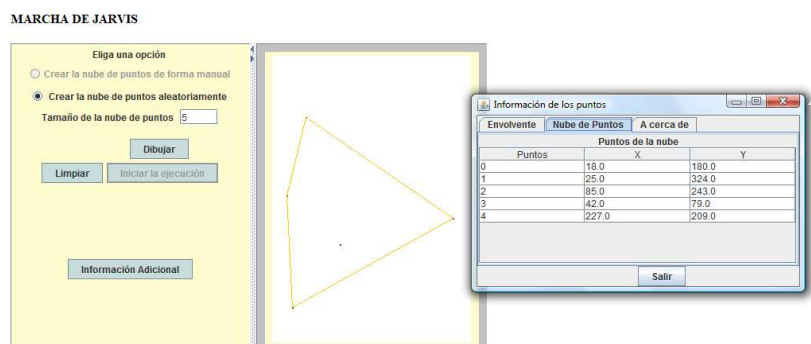 MARCHA DE JARVIS
Eliga una opción
Crear la nube de puntos de forma manual
Crear la nube de puntos aleatoriamente
Tamaño de la nube de puntos 5
Dibujar
Limpiar Iniciar la ejecución
Información Adicional
Información de los puntos
Envolvente Nube de Puntos A cerca de
Puntos de la nube
Puntos X Y
0 18.0 180.0
1 25.0 324.0
2 85.0 243.0
3 42.0 79.0
4 227.0 209.0
Salir